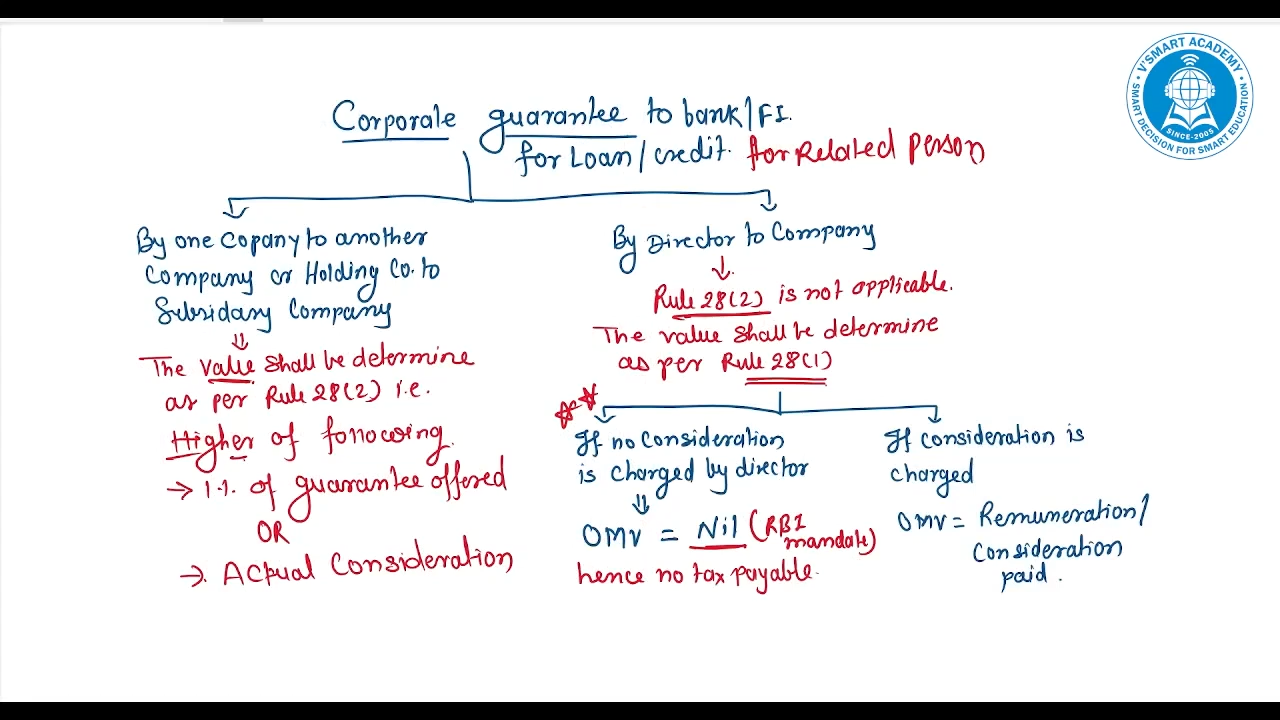 V'SMART ACADEMY
SINCE-2005
SMART DECISION FOR SMART EDUCATION
Corporate guarantee to bank/FI.
for Loan/credit. for Related person
By one Copany to another
Company or Holding Co. to
Subsidary Company
The value shall be determine
as per Rule 28(2) i.e.
Higher of following.
→ 1.1. of guarantee offered
OR
→ Actual Consideration
By Director to Company
Rule 28(2) is not applicable.
The value shall be determine
as per Rule 28(1)
If no consideration
is charged by director
OMV = Nil (RBI
mandate)
hence no tax payable.
If consideration is
charged
OMV = Remuneration/
Consideration
paid.